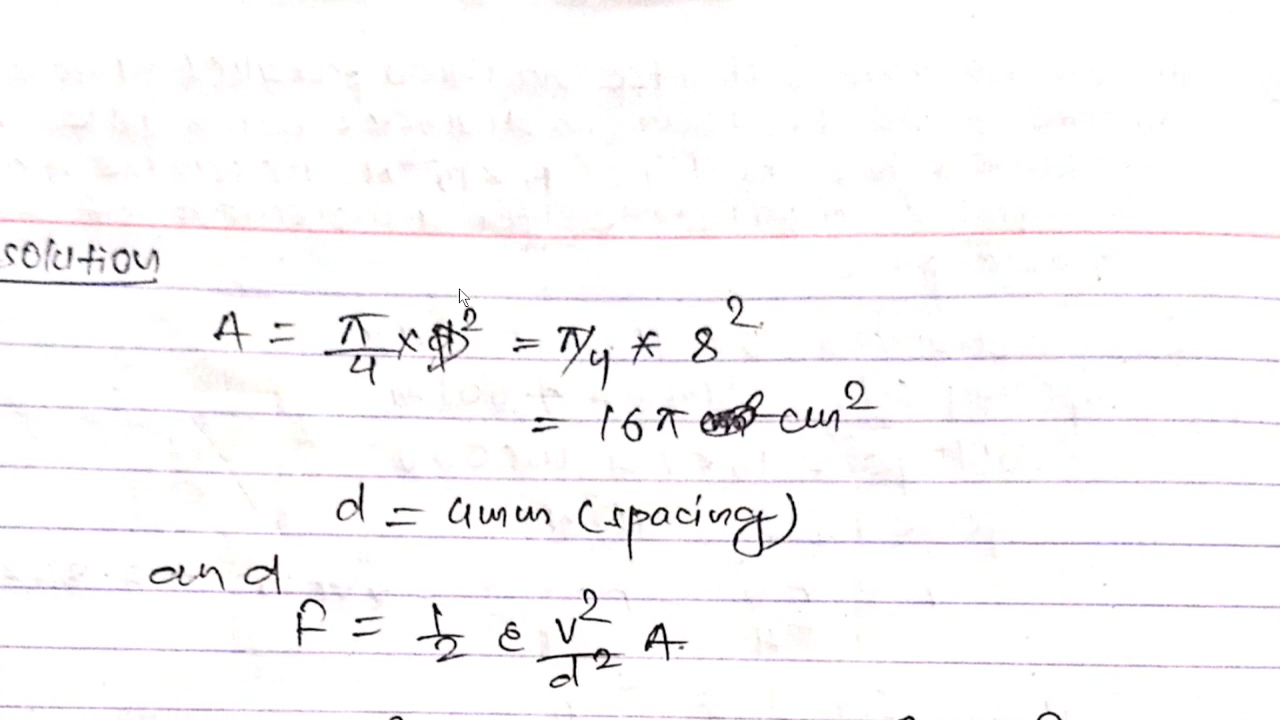 solution
A = π/4 × D² = π/4 * 8²
= 16π cm²
d = 4mm (spacing)
and
F = 1/2 ε V²/d² A